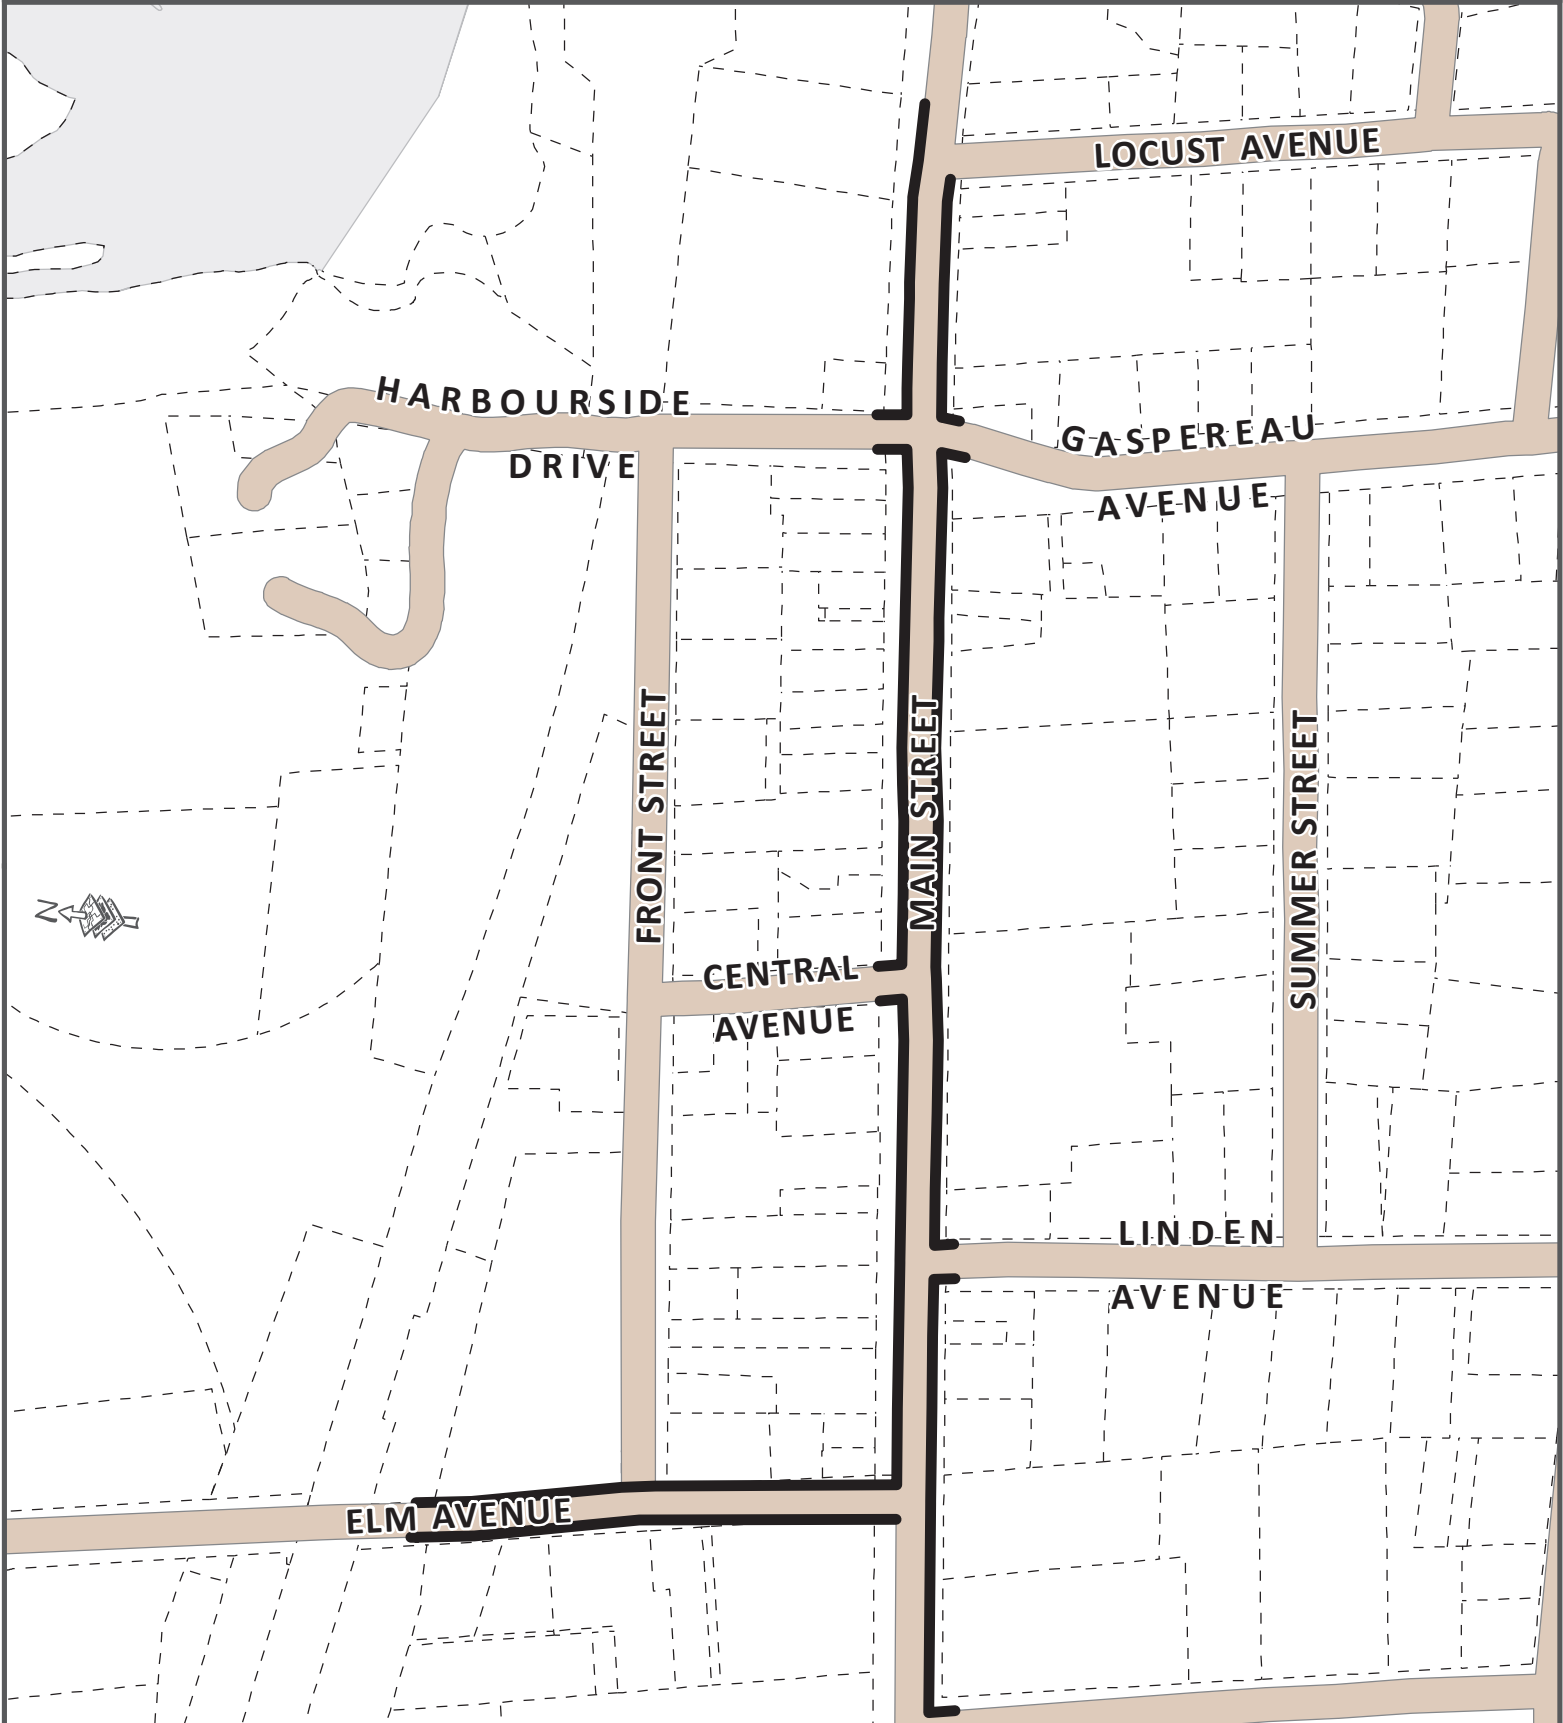 LOCUST AVENUE
HARBOURSIDE
DRIVE
GASPEREAU
AVENUE
FRONT STREET
MAIN STREET
SUMMER STREET
N
CENTRAL
AVENUE
LINDEN
AVENUE
ELM AVENUE